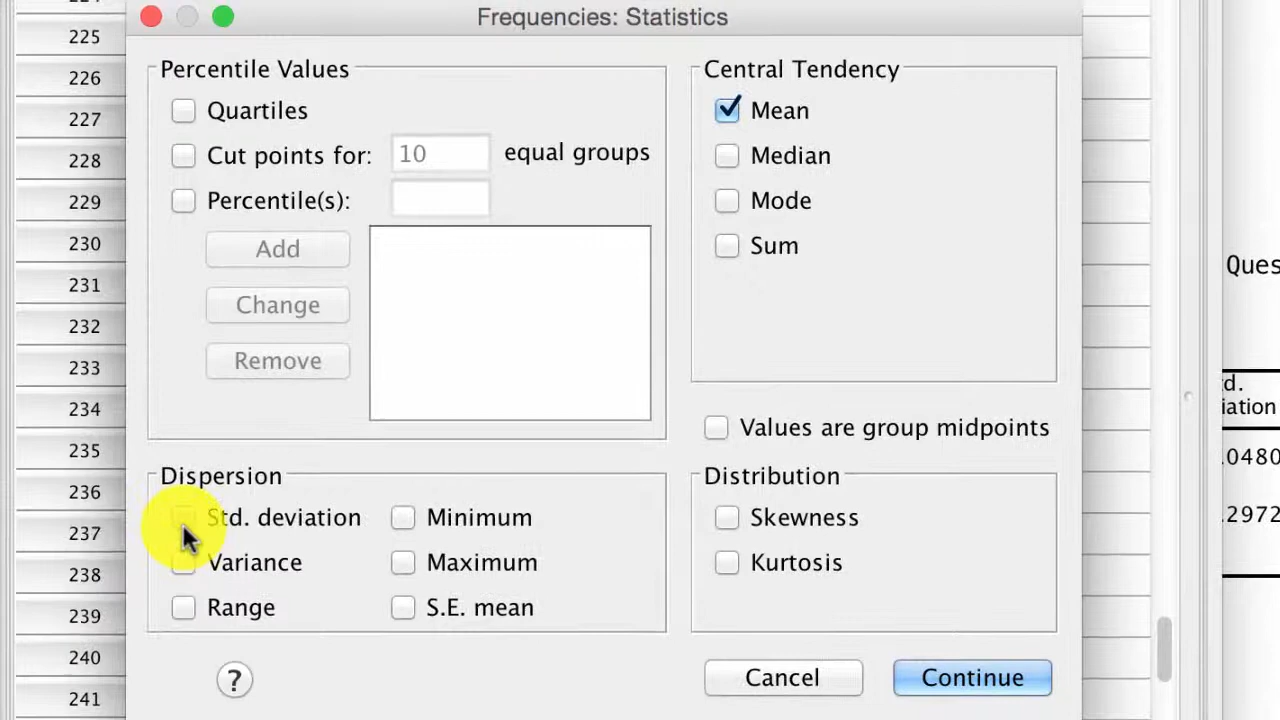 Frequencies: Statistics
225
226
227
228
229
230
231
232
233
234
235
236
237
238
239
240
241
Percentile Values
Quartiles
Cut points for: 10 equal groups
Percentile(s):
Add
Change
Remove
Central Tendency
Mean
Median
Mode
Sum
Values are group midpoints
Dispersion
Std. deviation
Minimum
Variance
Maximum
Range
S.E. mean
Distribution
Skewness
Kurtosis
?
Cancel
Continue
Ques
d.
iation
.0480
.2972